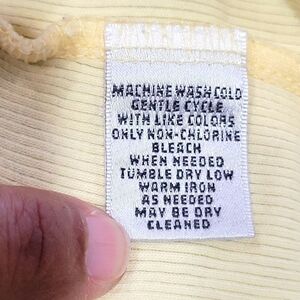 MACHINE WASH COLD
GENTLE CYCLE
WITH LIKE COLORS
ONLY NON-CHLORINE
BLEACH
WHEN NEEDED
TUMBLE DRY LOW
WARM IRON
AS NEEDED
MAY BE DRY
CLEANED